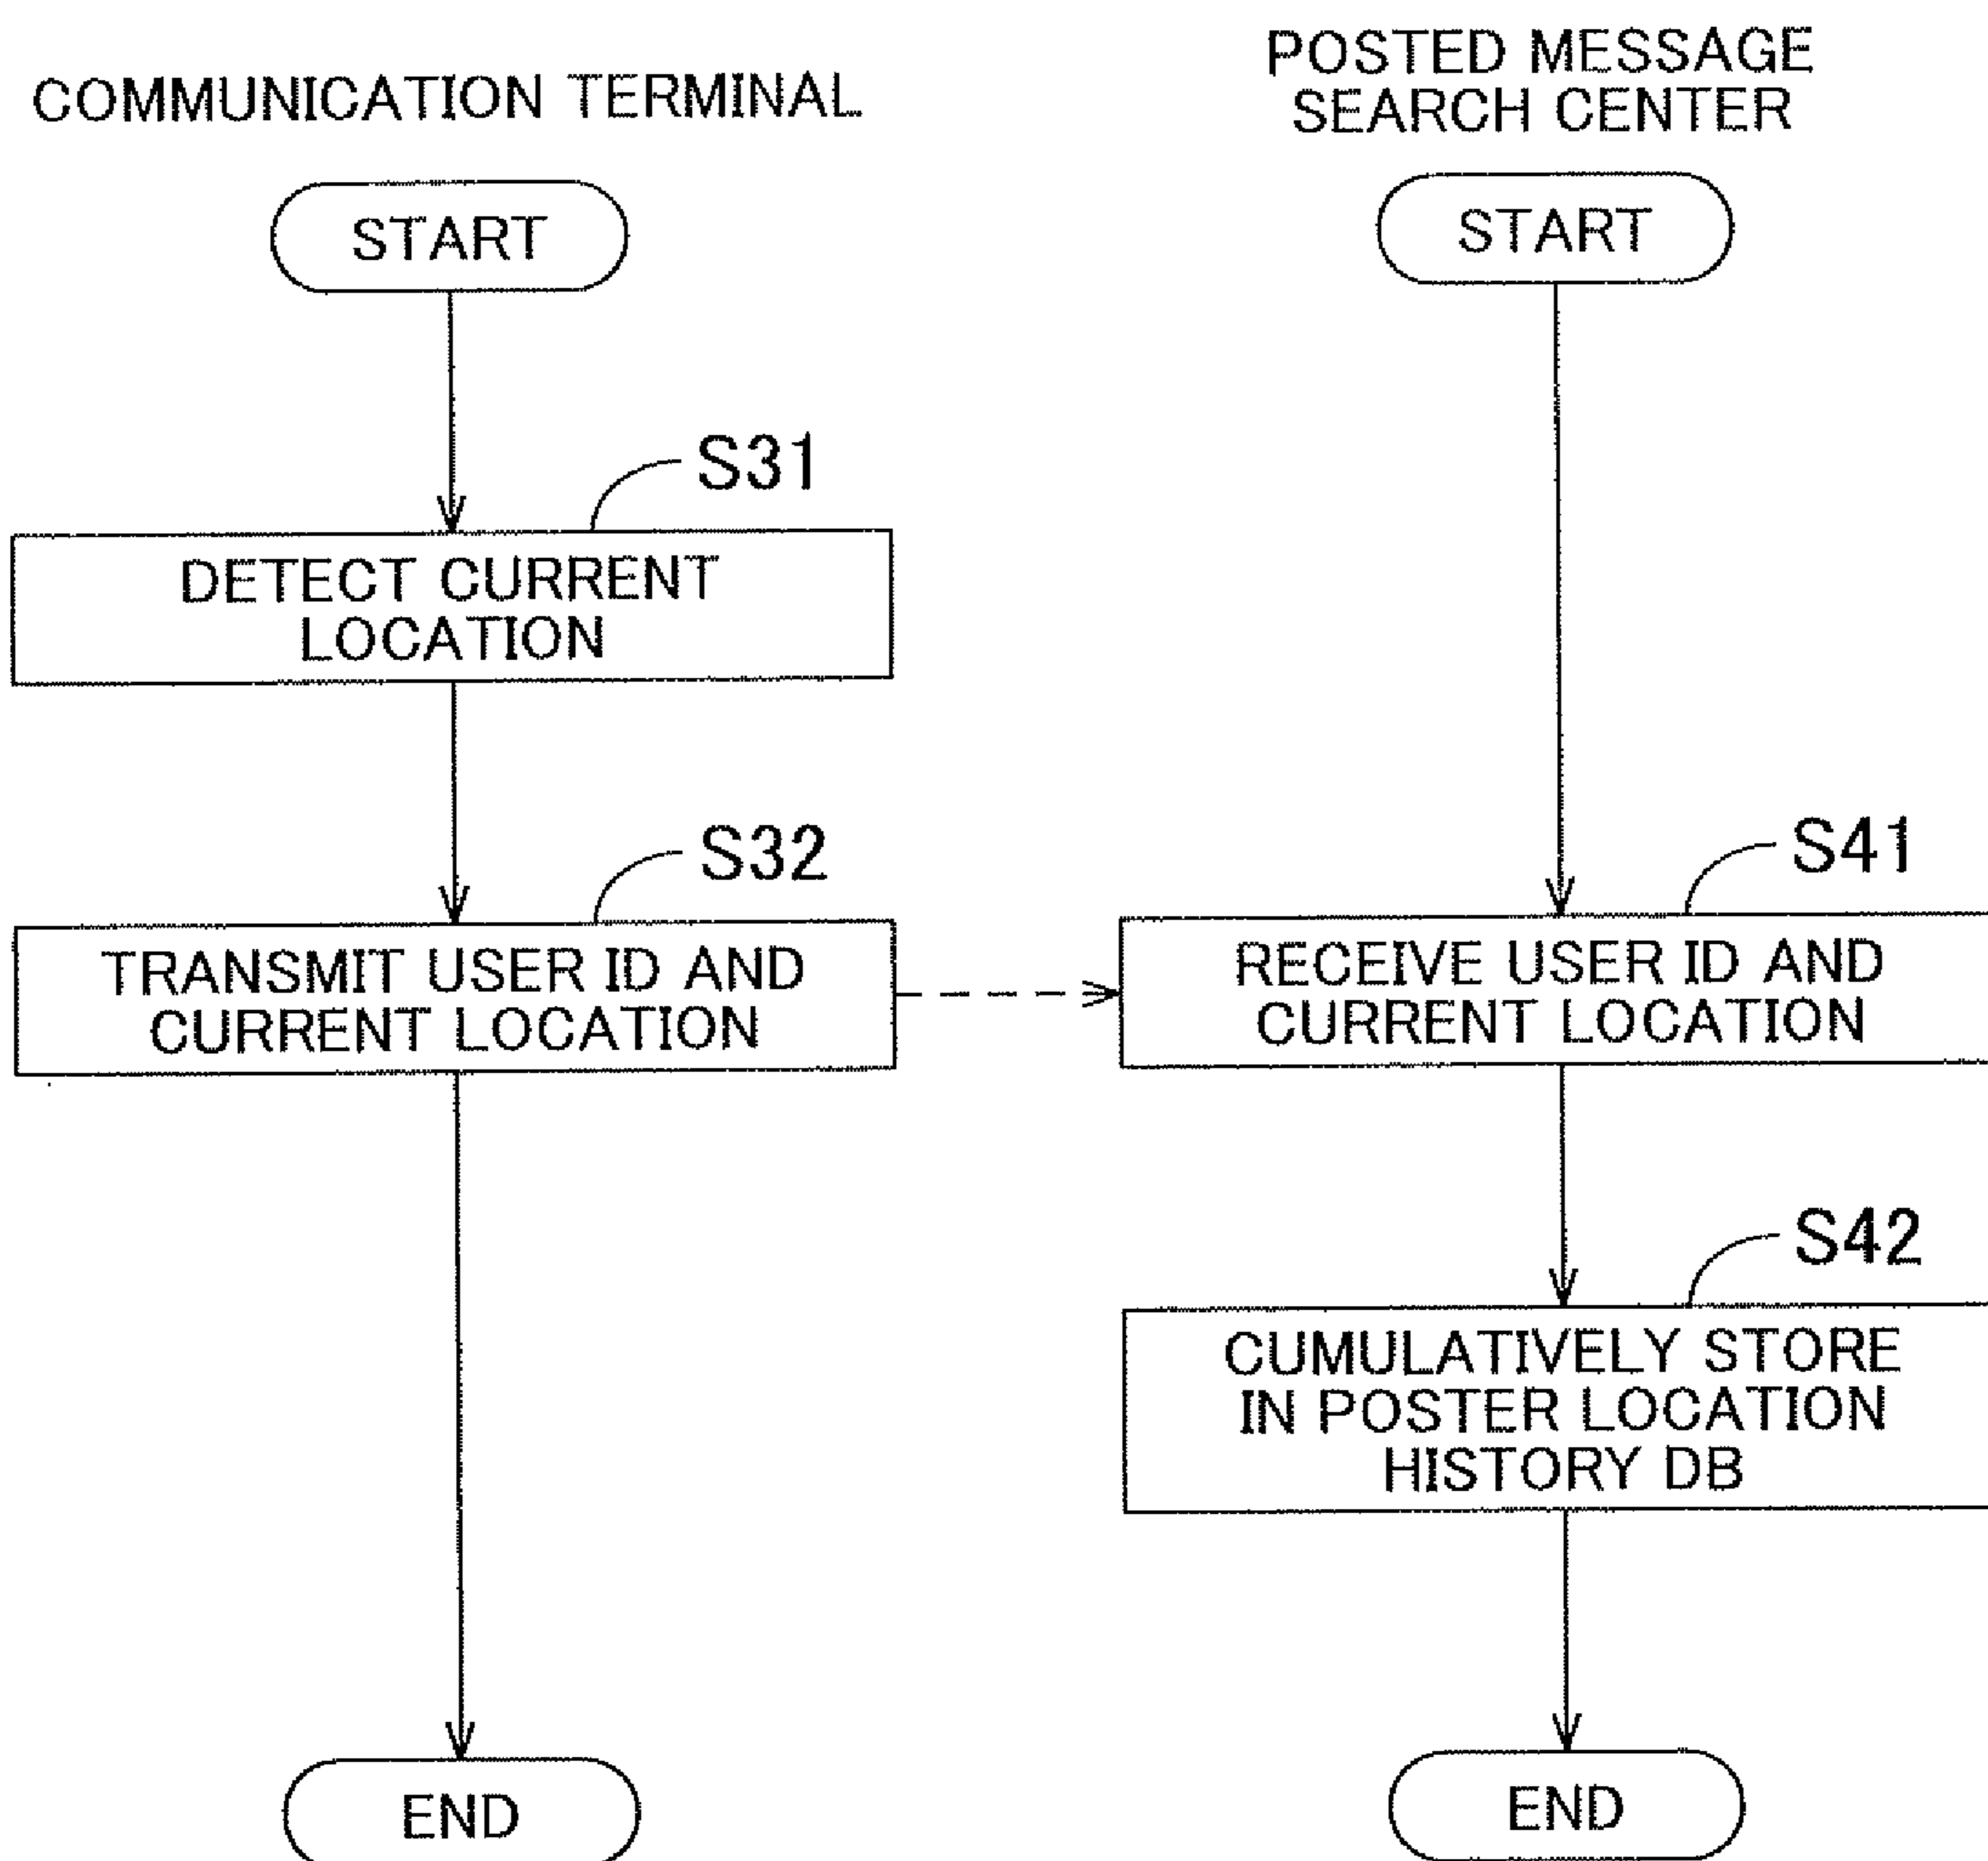 COMMUNICATION TERMINAL
START
S31
DETECT CURRENT
LOCATION
S32
TRANSMIT USER ID AND
CURRENT LOCATION
END
POSTED MESSAGE
SEARCH CENTER
START
S41
RECEIVE USER ID AND
CURRENT LOCATION
S42
CUMULATIVELY STORE
IN POSTER LOCATION
HISTORY DB
END